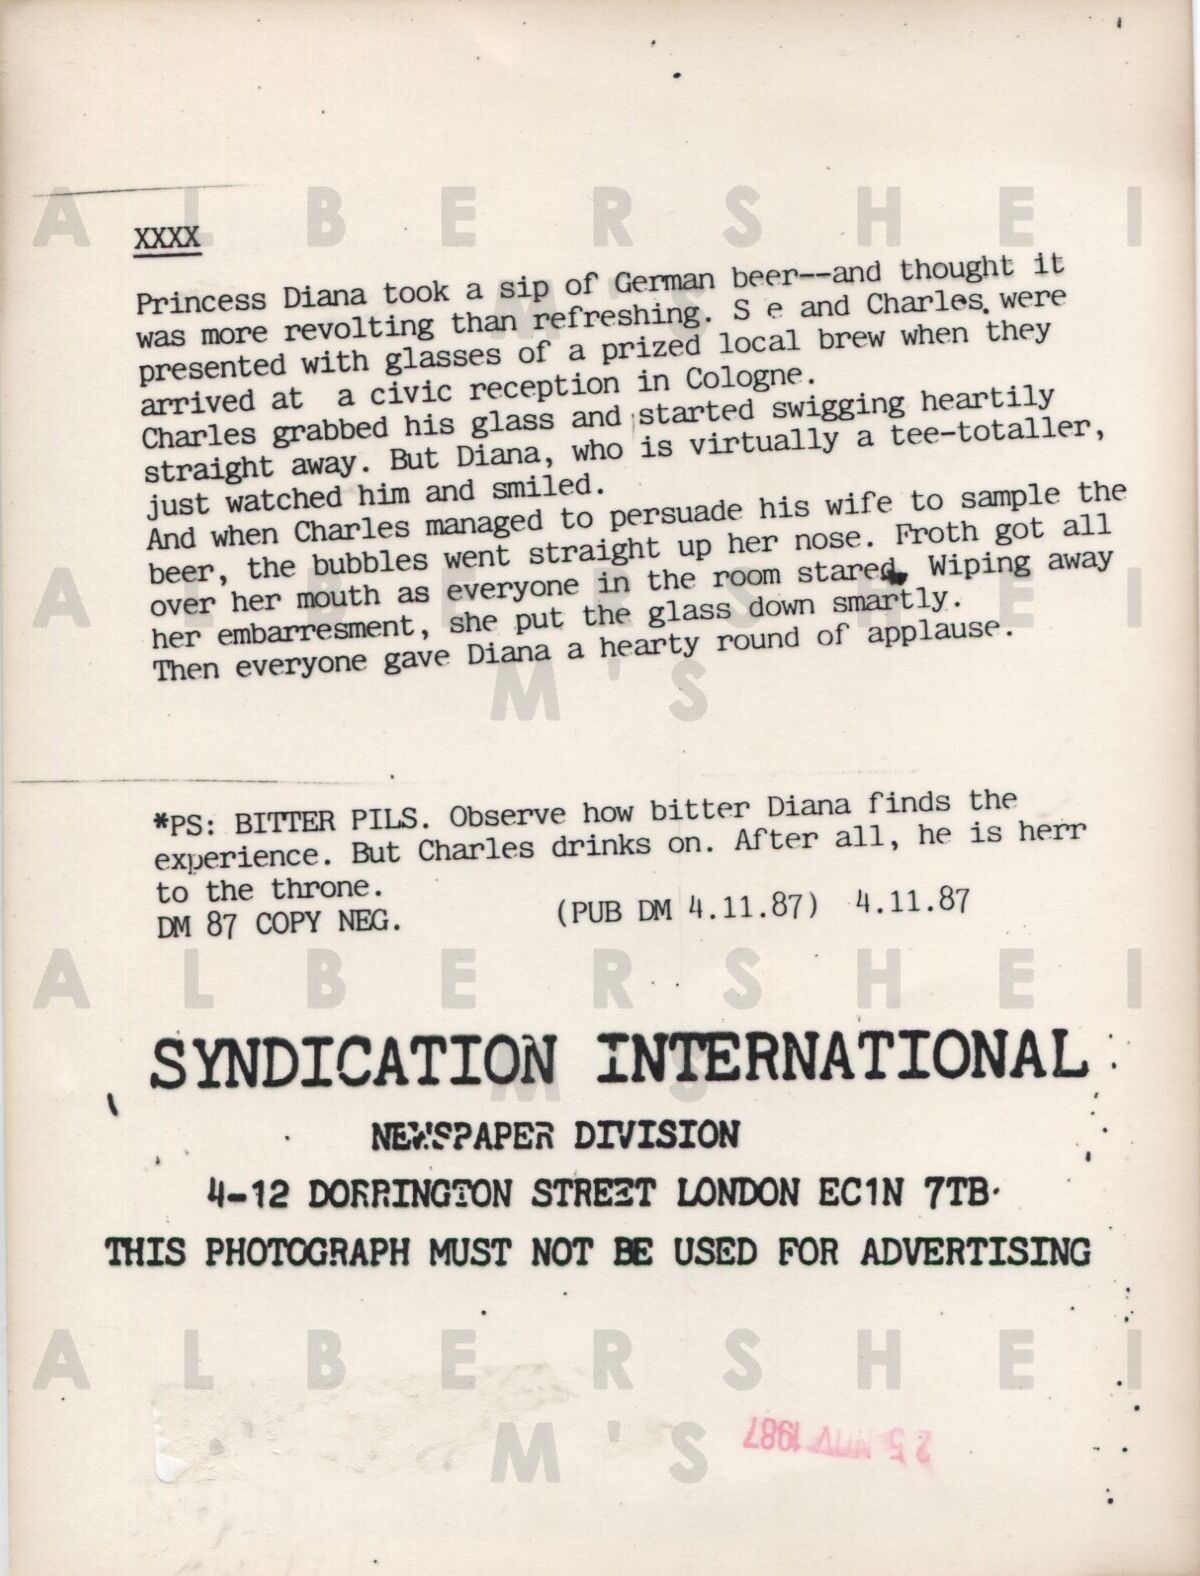 XXXX
Princess Diana took a sip of German beer--and thought it
was more revolting than refreshing. S e and Charles. were
presented with glasses of a prized local brew when they
arrived at  a civic reception in Cologne.
Charles grabbed his glass and started swigging heartily
straight away. But Diana, who is virtually a tee-totaller,
just watched him and smiled.
And when Charles managed to persuade his wife to sample the
beer, the bubbles went straight up her nose. Froth got all
over her mouth as everyone in the room stared. Wiping away
her embarresment, she put the glass down smartly.
Then everyone gave Diana a hearty round of applause.
*PS: BITTER PILS. Observe how bitter Diana finds the
experience. But Charles drinks on. After all, he is herr
to the throne.
DM 87 COPY NEG. (PUB DM 4.11.87) 4.11.87
SYNDICATION INTERNATIONAL
NEWSPAPER DIVISION
4-12 DORRINGTON STREET LONDON EC1N 7TB.
THIS PHOTOGRAPH MUST NOT BE USED FOR ADVERTISING
25 NOV 1987
ALBERSHEI
M'S
ALBERSHEI
M'S
ALBERSHEI
M'S
ALBERSHEI
M'S